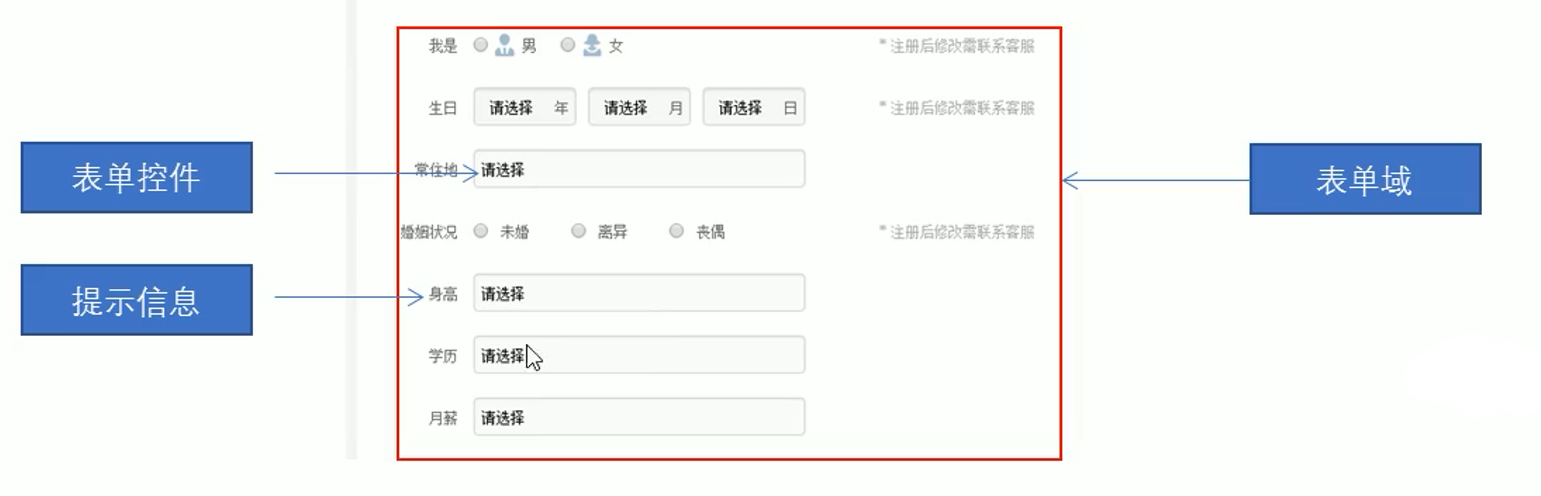 我是 男 女 * 注册后修改需联系客服
生日 请选择 年 请选择 月 请选择 日 * 注册后修改需联系客服
表单控件
常住地 请选择
表单域
婚姻状况 未婚 离异 丧偶 * 注册后修改需联系客服
提示信息
身高 请选择
学历 请选择
月薪 请选择